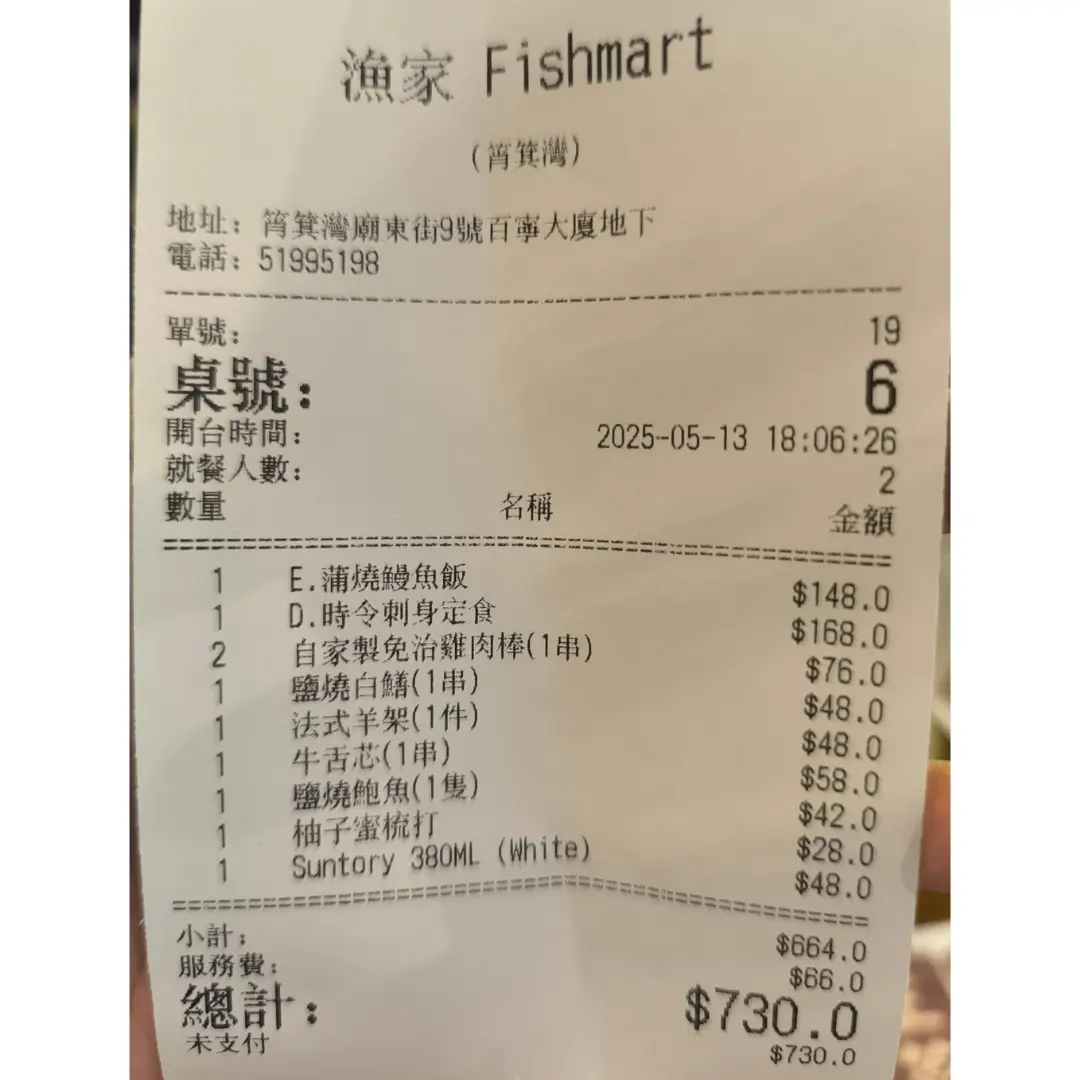 漁家 Fishmart
(筲箕灣)
地址: 筲箕灣廟東街9號百寧大廈地下
電話: 51995198
單號: 19
桌號: 6
開台時間: 2025-05-13 18:06:26
就餐人數: 2
數量 名稱 金額
1 E.蒲燒鰻魚飯 $148.0
1 D.時令刺身定食 $168.0
2 自家製免治雞肉棒(1串) $76.0
1 鹽燒白鱔(1串) $48.0
1 法式羊架(1件) $48.0
1 牛舌芯(1串) $58.0
1 鹽燒鮑魚(1隻) $42.0
1 柚子蜜梳打 $28.0
1 Suntory 380ML (White) $48.0
小計: $664.0
服務費: $66.0
總計: $730.0
未支付 $730.0